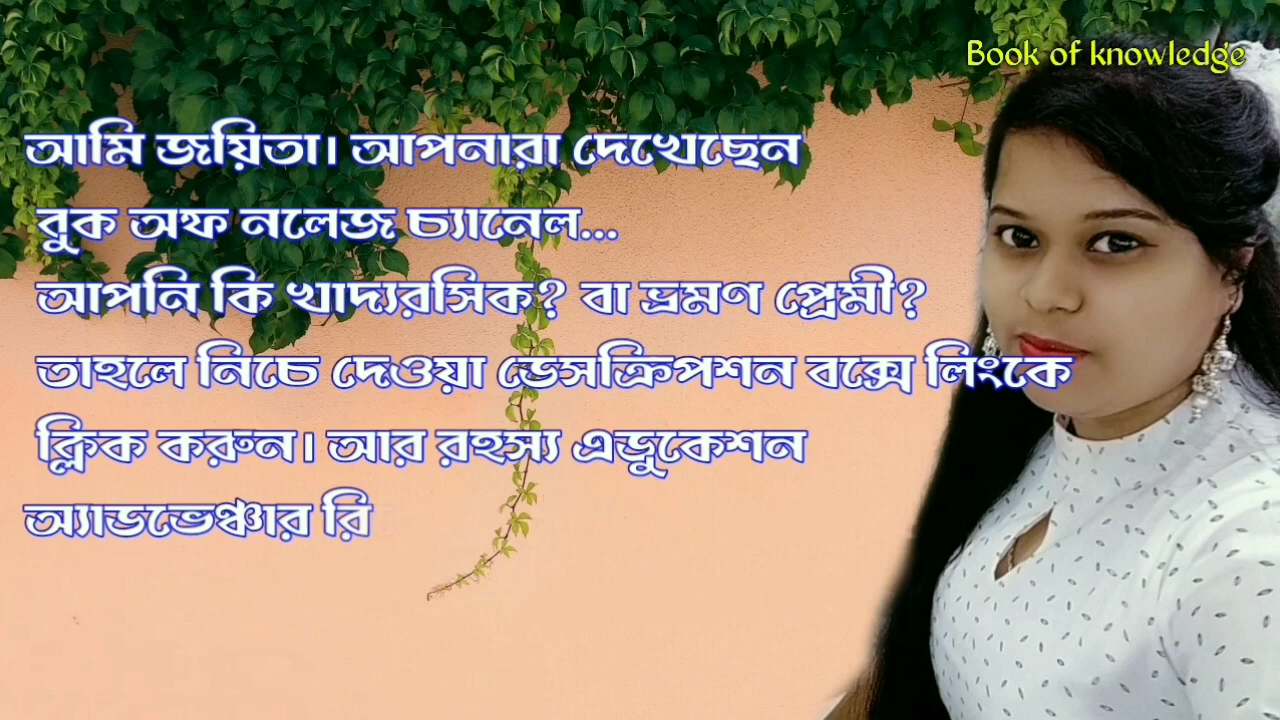 Book of knowledge
আমি জয়িতা। আপনারা দেখেছেন
বুক অফ নলেজ চ্যানেল...
আপনি কি খাদ্যরসিক? বা ভ্রমণ প্রেমী?
তাহলে নিচে দেওয়া ডেসক্রিপশন বক্সে লিংকে
ক্লিক করুন। আর রহস্য এডুকেশন
অ্যাডভেঞ্চার রি